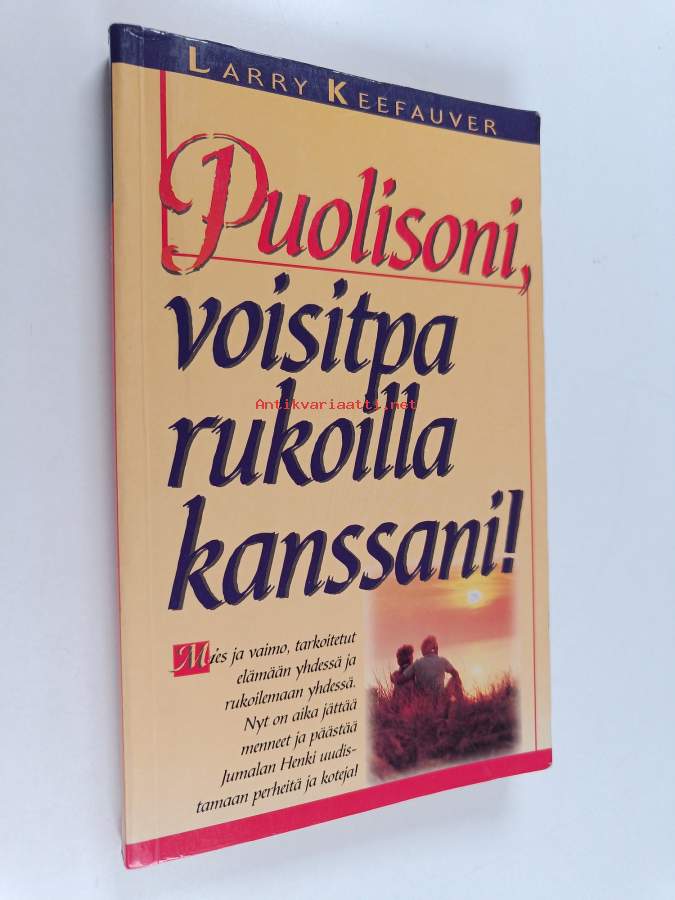 LARRY KEEFAUVER
Puolisoni,
voisitpa
Antikvariaatti.net
rukoilla
kanssani!
Mies ja vaimo, tarkoitetut
elämään yhdessä ja
rukoilemaan yhdessä.
Nyt on aika jättää
menneet ja päästää
Jumalan Henki uudis-
tamaan perheitä ja koteja!